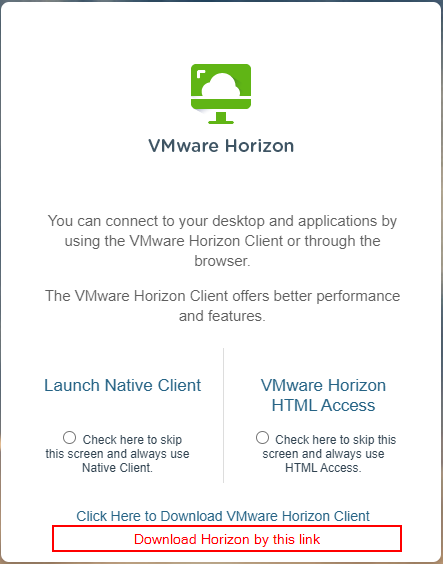 VMware Horizon
You can connect to your desktop and applications by
using the VMware Horizon Client or through the
browser.
The VMware Horizon Client offers better performance
and features.
Launch Native Client
Check here to skip
this screen and always use
Native Client.
VMware Horizon
HTML Access
Check here to skip this
screen and always use
HTML Access.
Click Here to Download VMware Horizon Client
Download Horizon by this link